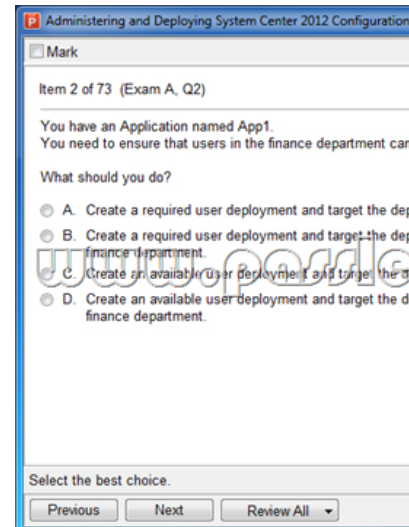 Administering and Deploying System Center 2012 Configuration
Mark
Item 2 of 73 (Exam A, Q2)
You have an Application named App1.
You need to ensure that users in the finance department can
What should you do?
A. Create a required user deployment and target the dep
B. Create a required user deployment and target the dep
finance department.
C. Create an available user deployment and target the d
D. Create an available user deployment and target the d
finance department.
www.passle
Select the best choice.
Previous Next Review All